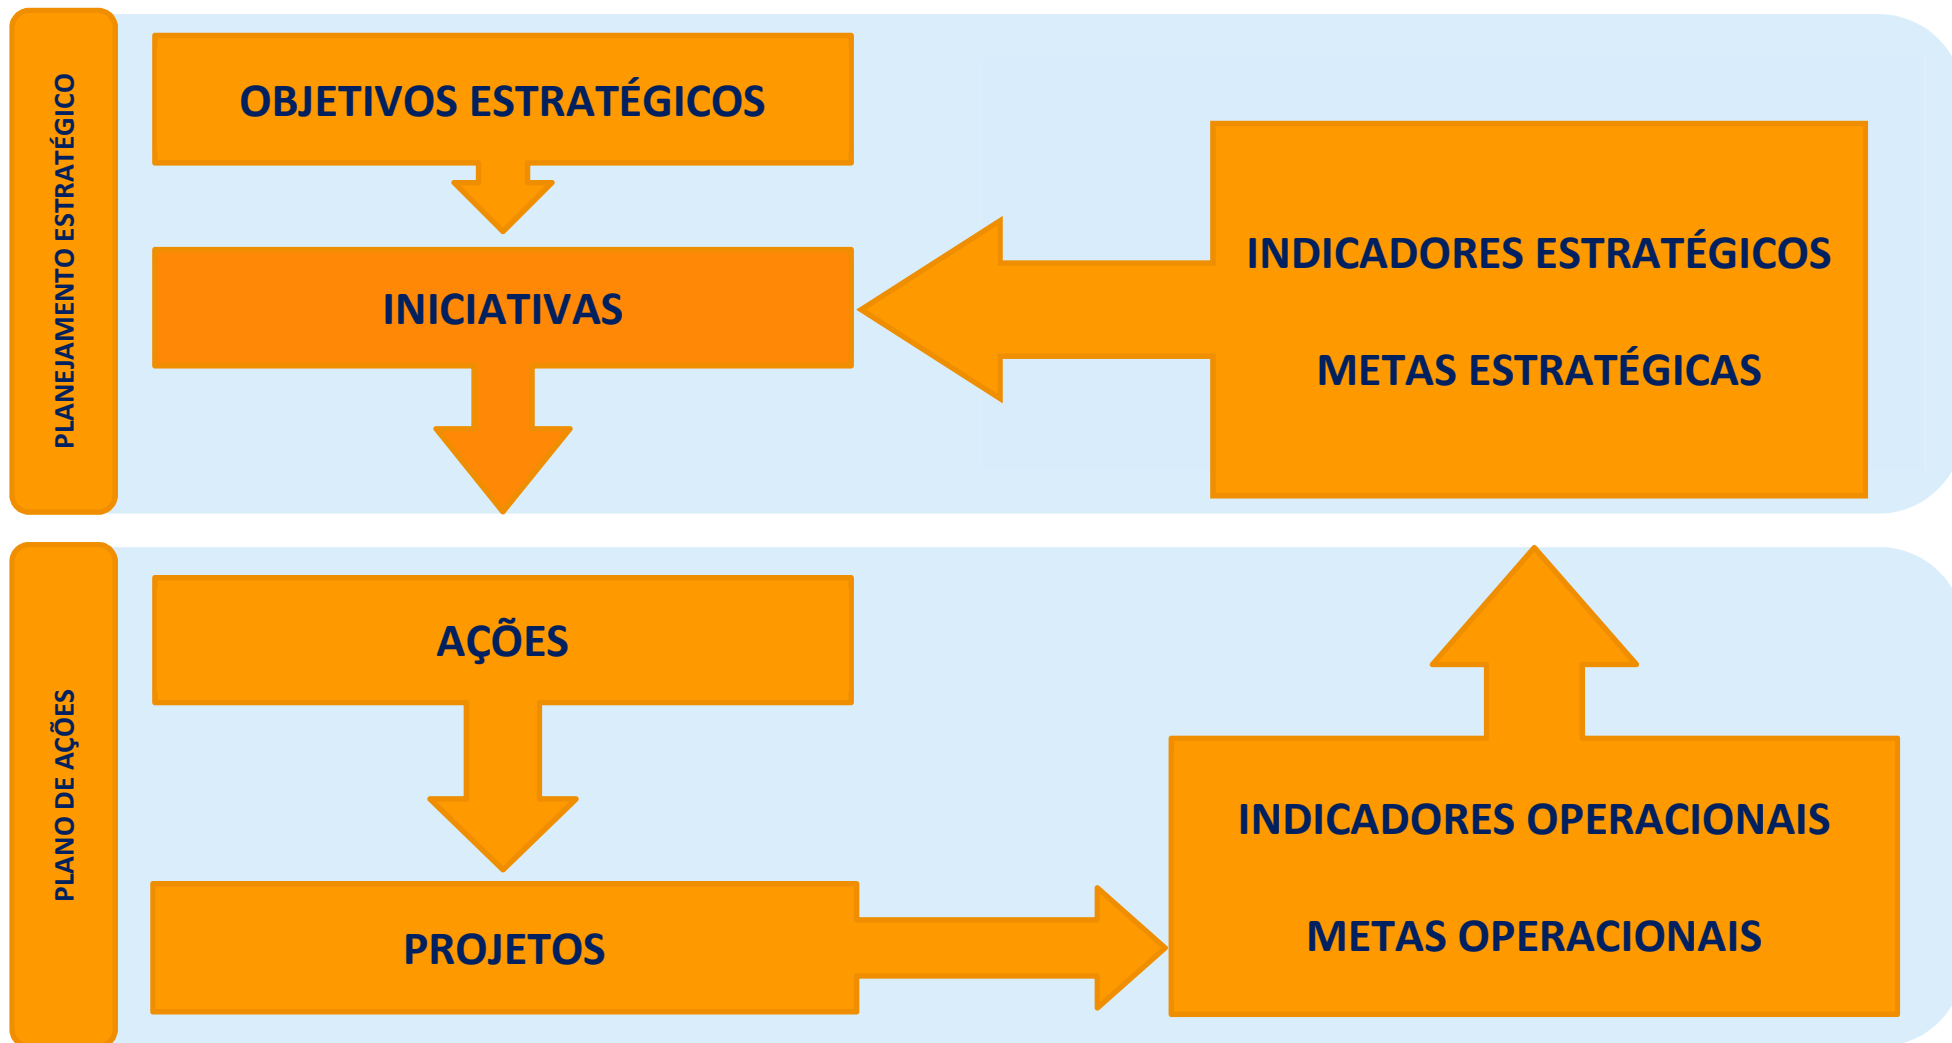 PLANEJAMENTO ESTRATÉGICO
OBJETIVOS ESTRATÉGICOS
INICIATIVAS
INDICADORES ESTRATÉGICOS
METAS ESTRATÉGICAS
PLANO DE AÇÕES
AÇÕES
PROJETOS
INDICADORES OPERACIONAIS
METAS OPERACIONAIS